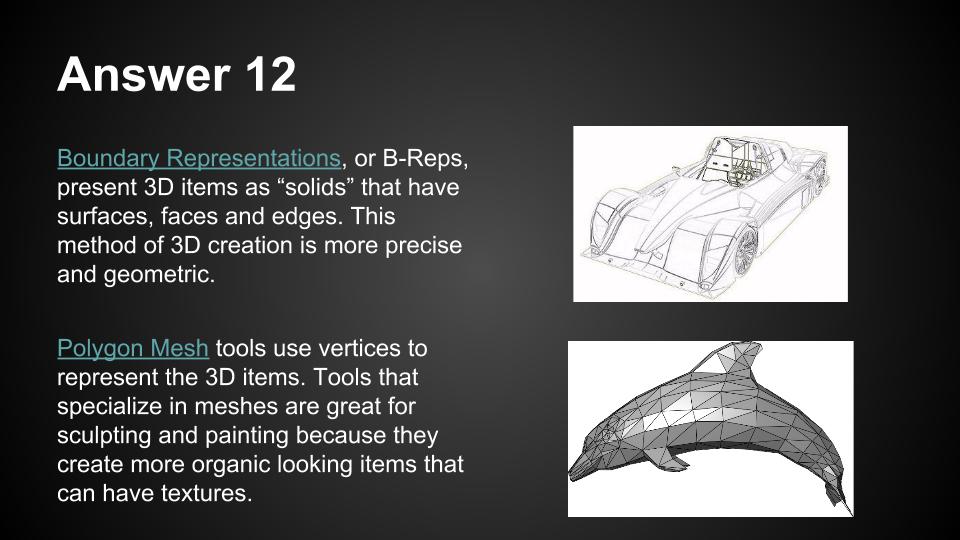 Answer 12
Boundary Representations, or B-Reps,
present 3D items as “solids” that have
surfaces, faces and edges. This
method of 3D creation is more precise
and geometric.
Polygon Mesh tools use vertices to
represent the 3D items. Tools that
specialize in meshes are great for
sculpting and painting because they
create more organic looking items that
can have textures.